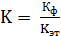 К = Кф / Кэт